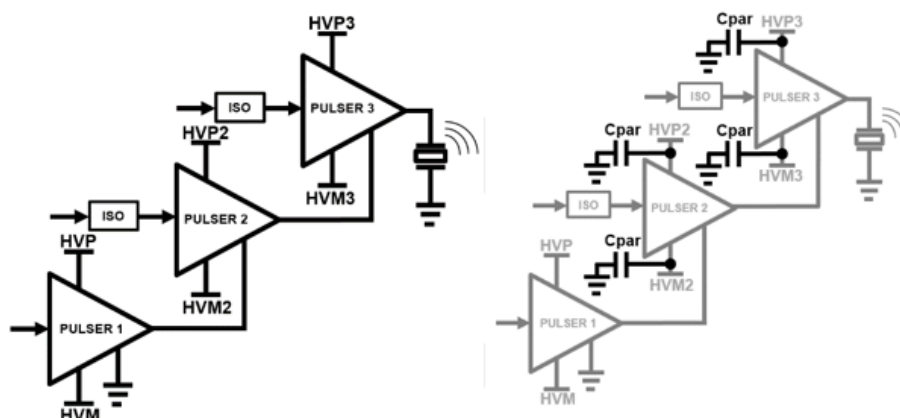 HVP3
ISO
PULSER 3
HVP2
HVM3
ISO
PULSER 2
HVP
HVM2
PULSER 1
HVM
Cpar
HVP3
ISO
PULSER 3
Cpar
HVP2
Cpar
HVM3
ISO
PULSER 2
Cpar
HVP
HVM2
PULSER 1
HVM